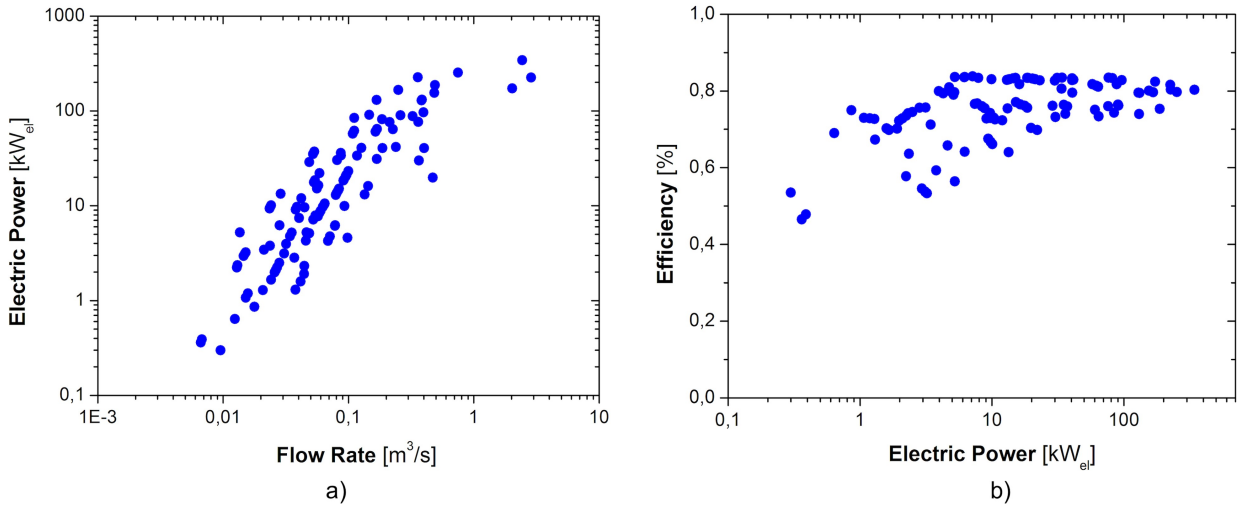 1000
100
10
1
0,1
1E-3
0,01
0,1
1
10
Electric Power [kWel]
Flow Rate [m³/s]
a)
1,0
0,8
0,6
0,4
0,2
0,0
0,1
1
10
100
Efficiency [%]
Electric Power [kWel]
b)